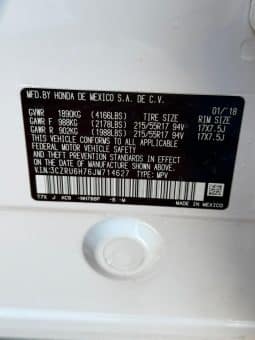 MFD.BY HONDA DE MEXICO S.A. DE C.V.
01/'18
GVWR 1890KG (4166LBS) TIRE SIZE RIM SIZE
GAWR F 988KG (2178LBS) 215/55R17 94V 17X7.5J
GAWR R 902KG (1988LBS) 215/55R17 94V 17X7.5J
THIS VEHICLE CONFORMS TO ALL APPLICABLE
FEDERAL MOTOR VEHICLE SAFETY AND
THEFT PREVENTION STANDARDS IN EFFECT
ON THE DATE OF MANUFACTURE SHOWN ABOVE.
V.I.N:3CZRU6H76JM714627 TYPE: MPV
T7X J KCB -NH788P -B -M
MADE IN
MEXICO